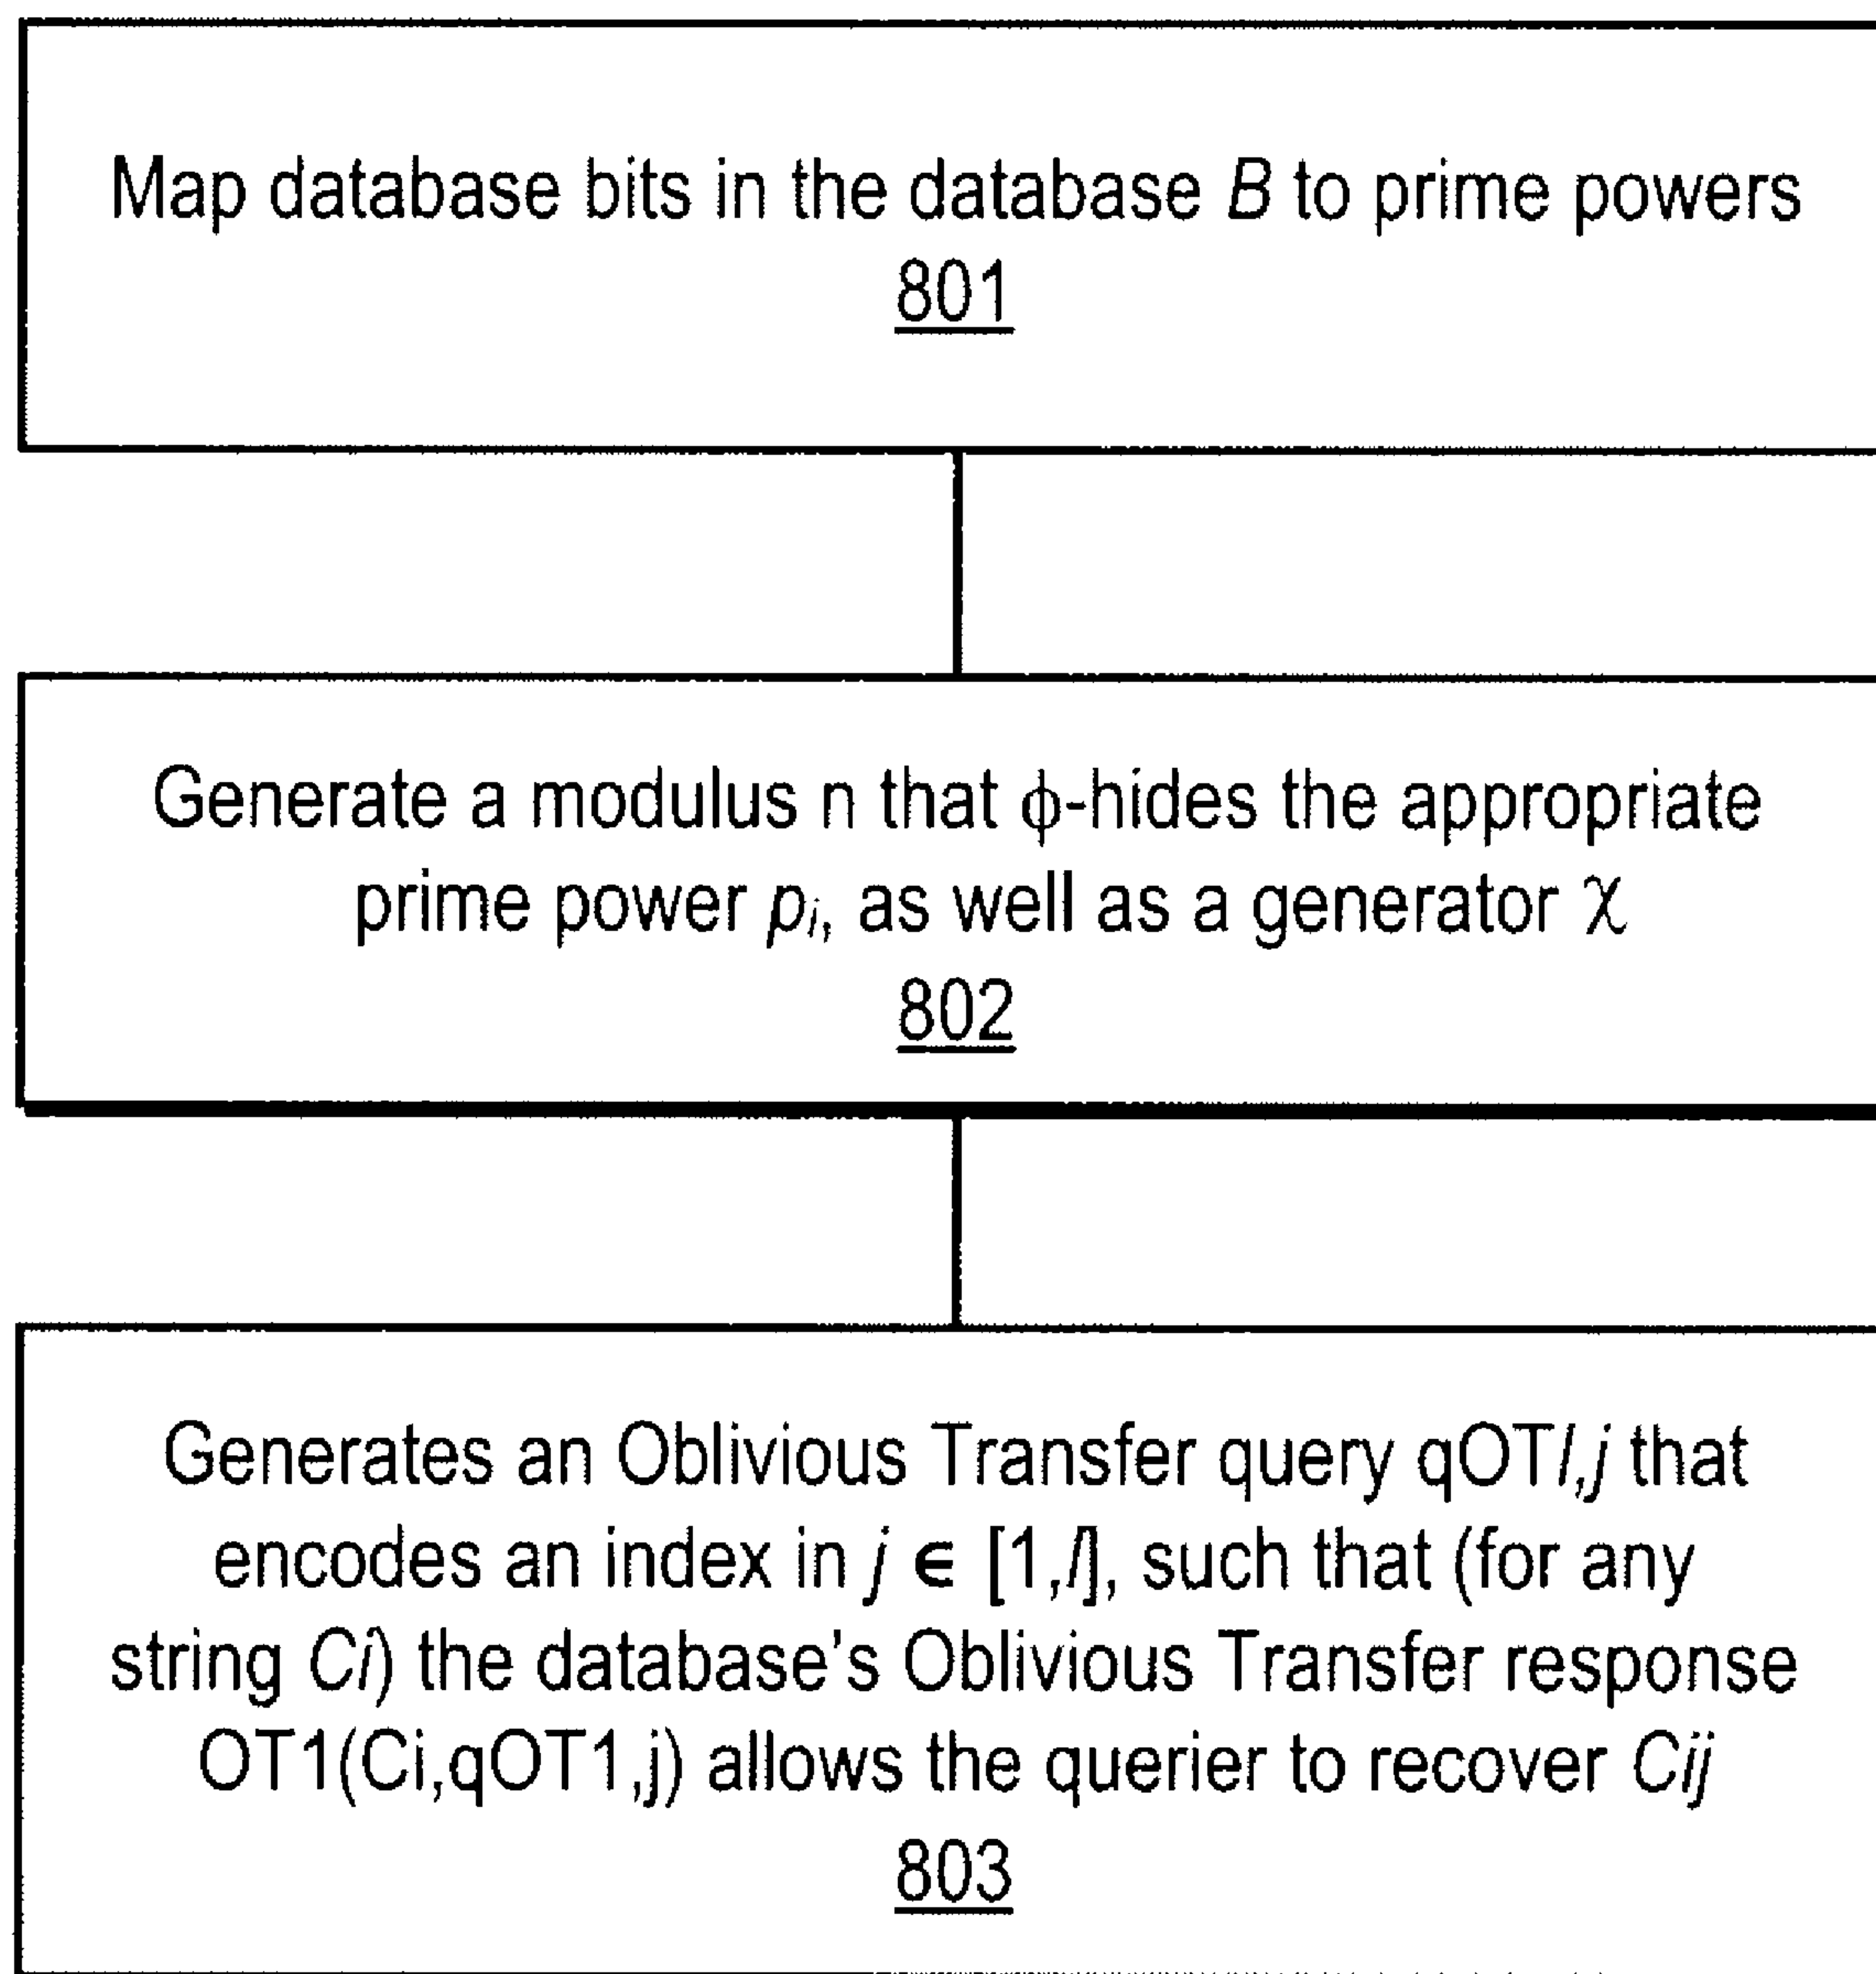 Map database bits in the database B to prime powers
801
Generate a modulus n that ϕ-hides the appropriate
prime power pi, as well as a generator χ
802
Generates an Oblivious Transfer query qOTl,j that
encodes an index in j ∈ [1,l], such that (for any
string Ci) the database's Oblivious Transfer response
OT1(Ci,qOT1,j) allows the querier to recover Cij
803